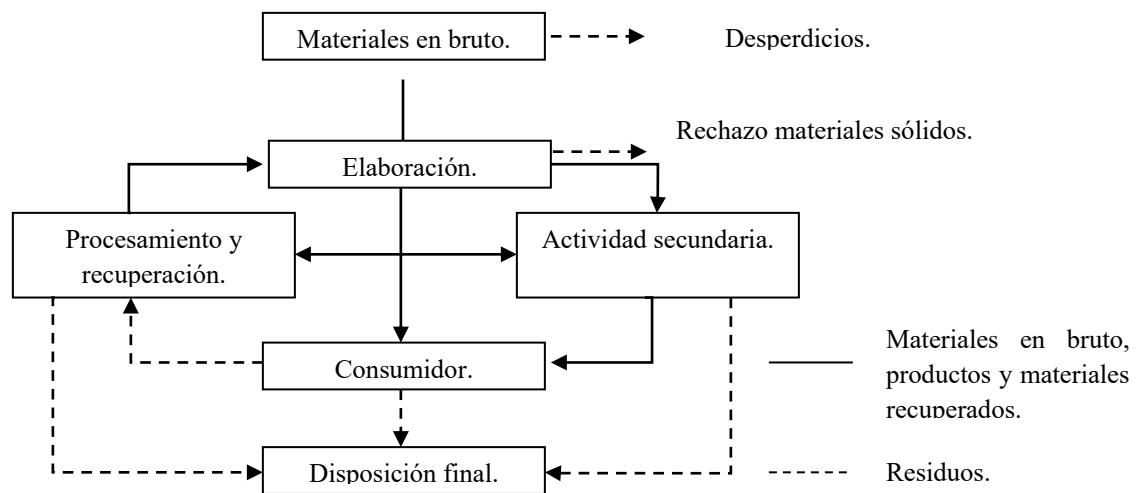 Materiales en bruto.
Desperdicios.
Rechazo materiales sólidos.
Elaboración.
Procesamiento y
recuperación.
Actividad secundaria.
Consumidor.
Materiales en bruto,
productos y materiales
recuperados.
Disposición final.
Residuos.